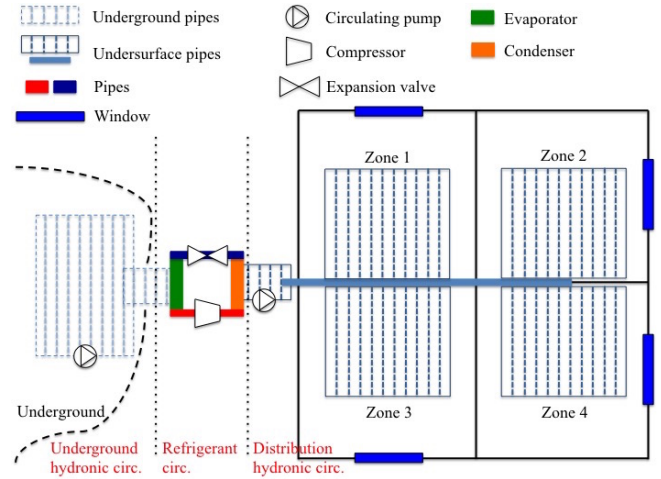 Underground pipes
Circulating pump
Evaporator
Undersurface pipes
Compressor
Condenser
Pipes
Expansion valve
Window
Zone 1
Zone 2
Underground
Zone 3
Zone 4
Underground
hydronic circ.
Refrigerant
circ.
Distribution
hydronic circ.